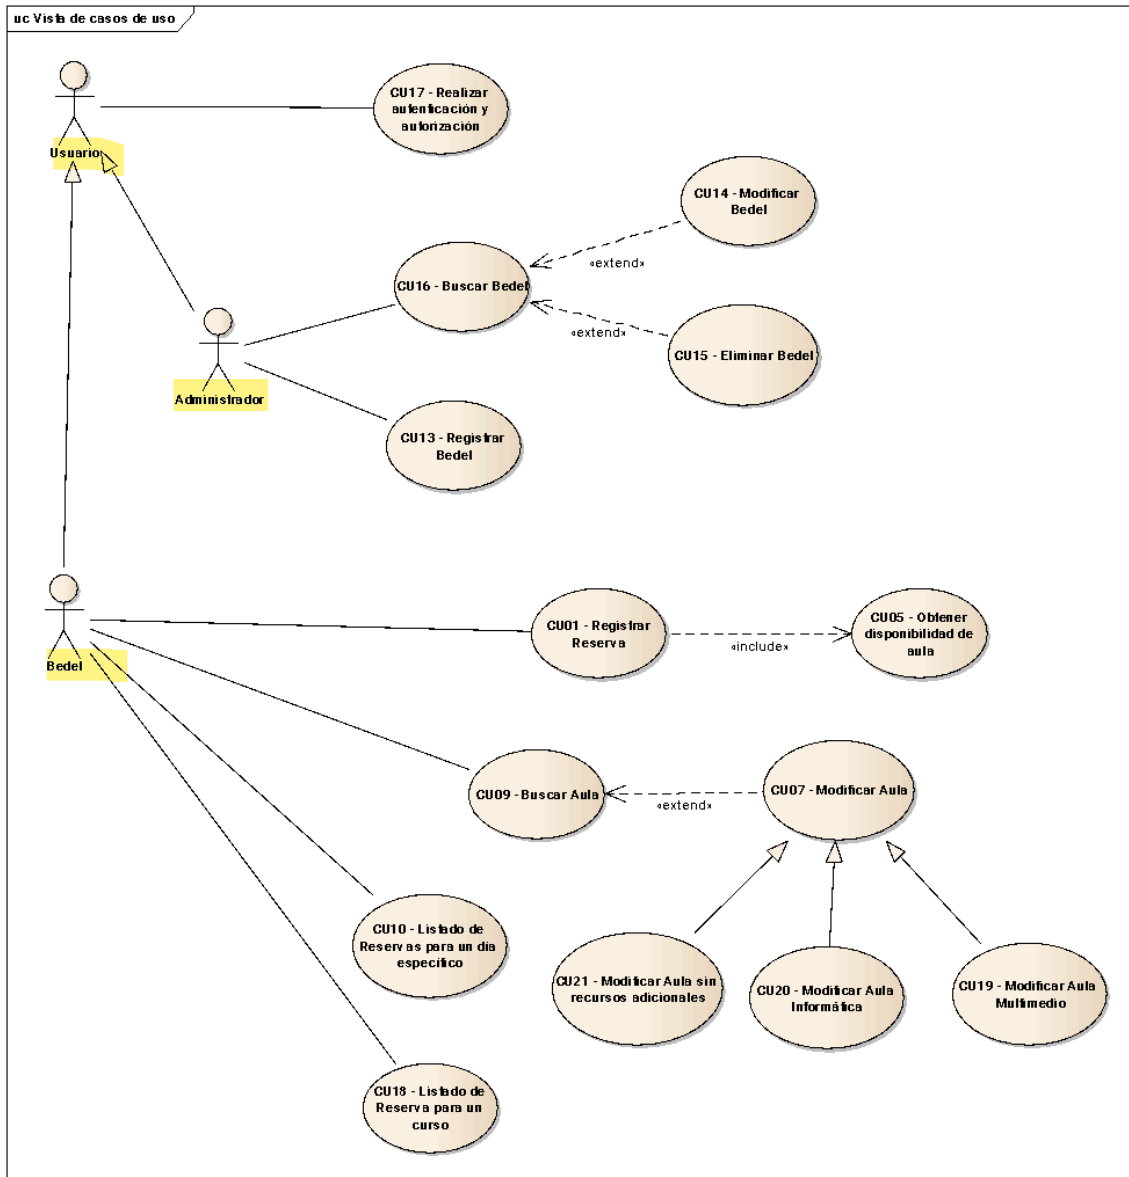 uc Vista de casos de uso
CU17 - Realizar
autenticación y
autorización
Usuario
CU14 - Modificar
Bedel
«extend»
CU16 - Buscar Bedel
«extend»
CU15 - Eliminar Bedel
Administrador
CU13 - Registrar
Bedel
Bedel
CU01 - Registrar
Reserva
«include»
CU05 - Obtener
disponibilidad de
aula
CU09 - Buscar Aula
«extend»
CU07 - Modificar Aula
CU10 - Listado de
Reservas para un día
específico
CU21 - Modificar Aula sin
recursos adicionales
CU20 - Modificar Aula
Informática
CU19 - Modificar Aula
Multimedio
CU18 - Listado de
Reserva para un
curso